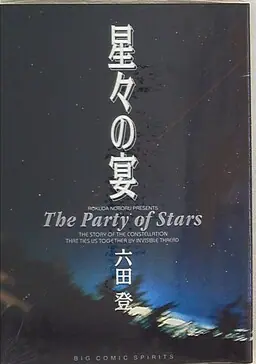 星々の宴
ROKUDA NOBORU PRESENTS
The Party of Stars
THE STORY OF THE CONSTELLATION
THAT TIES US TOGETHER BY INVISIBLE THREAD
六田登
BIG COMIC SPIRITS